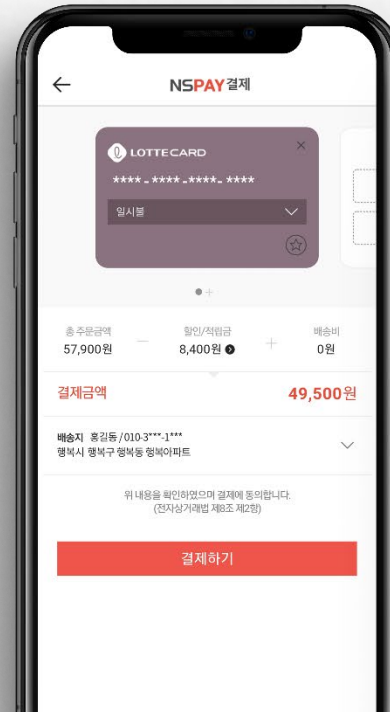 NSPAY결제
LOTTECARD
****-****-****-****
일시불
총 주문금액
할인/적립금
배송비
57,900원
8,400원
0원
결제금액
49,500원
배송지 홍길동 / 010-3***-1***
행복시 행복구 행복동 행복아파트
위 내용을 확인하였으며 결제에 동의합니다.
(전자상거래법 제8조 제2항)
결제하기